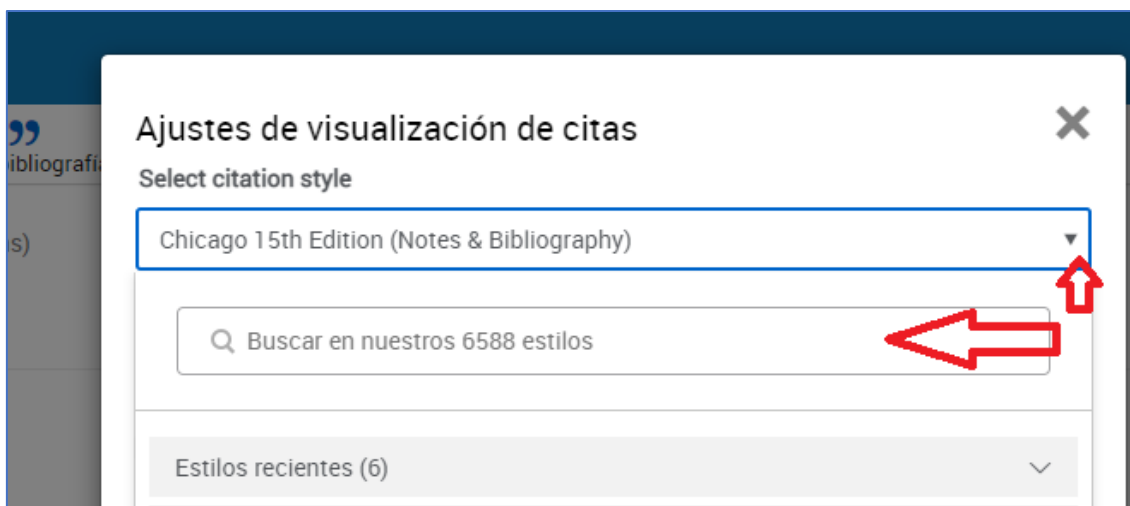 Ajustes de visualización de citas
ibliografía
Select citation style
s)
Chicago 15th Edition (Notes & Bibliography)
Buscar en nuestros 6588 estilos
Estilos recientes (6)